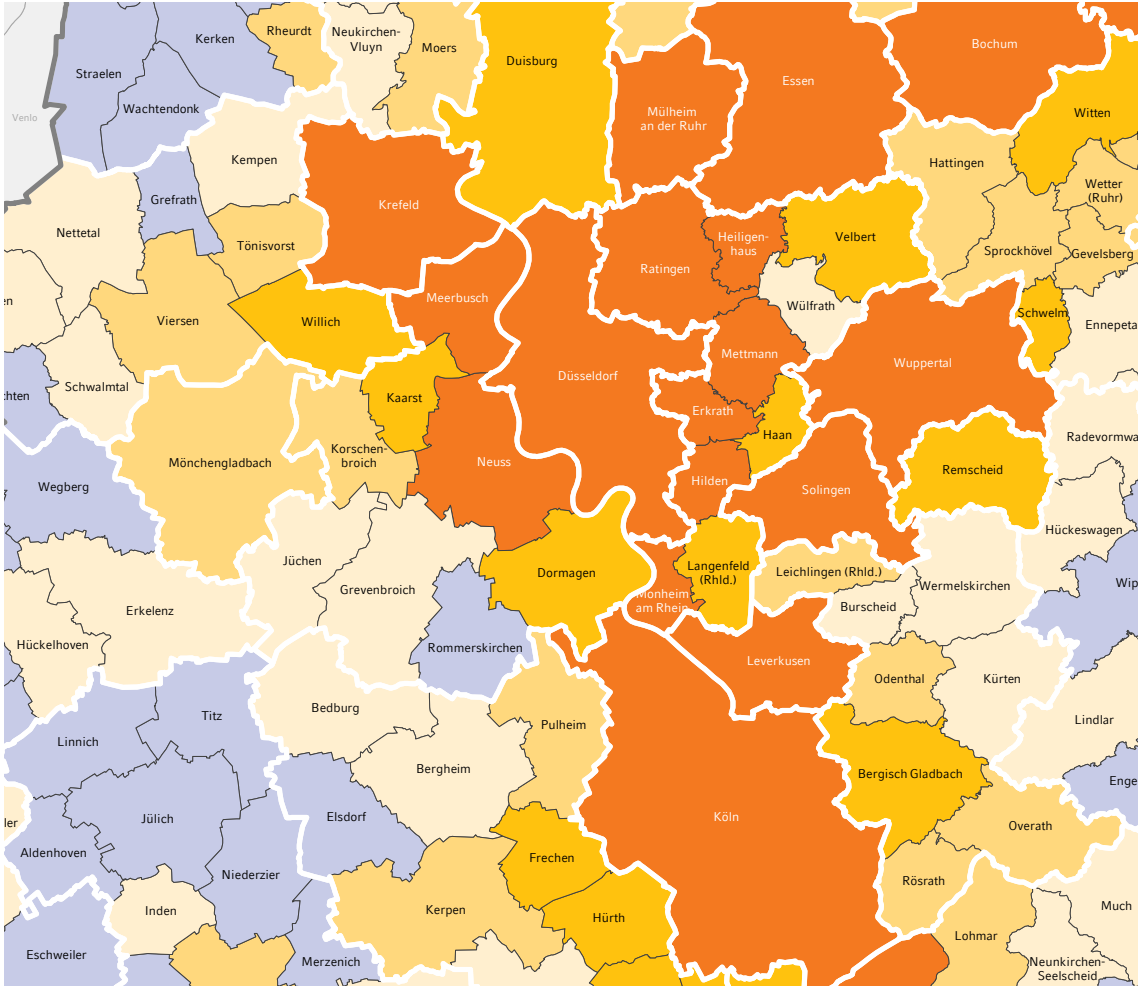 Kerken
Rheurdt
Neukirchen-
Vluyn
Moers
Duisburg
Bochum
Straelen
Essen
Wachtendonk
Venlo
Mülheim
an der Ruhr
Witten
Kempen
Hattingen
Wetter
(Ruhr)
Grefrath
Krefeld
Nettetal
Tönisvorst
Heiligen-
haus
Velbert
Sprockhövel
Gevelsberg
Ratingen
en
Meerbusch
Wülfrath
Viersen
Willich
Schwelm
Ennepeta
Mettmann
Wuppertal
Düsseldorf
Schwalmtal
chten
Kaarst
Erkrath
Haan
Radevormwa
Korschen-
broich
Mönchengladbach
Neuss
Remscheid
Wegberg
Hilden
Solingen
Hückeswagen
Jüchen
Dormagen
Langenfeld
(Rhld.)
Leichlingen (Rhld.)
Wermelskirchen
Wip
Grevenbroich
Monheim
am Rhein
Burscheid
Erkelenz
Hückelhoven
Rommerskirchen
Leverkusen
Odenthal
Kürten
Bedburg
Titz
Lindlar
Pulheim
Linnich
Bergheim
Bergisch Gladbach
Enge
Elsdorf
Köln
Jülich
ler
Overath
Aldenhoven
Frechen
Niederzier
Rösrath
Inden
Kerpen
Hürth
Much
Lohmar
Eschweiler
Merzenich
Neunkirchen-
Seelscheid